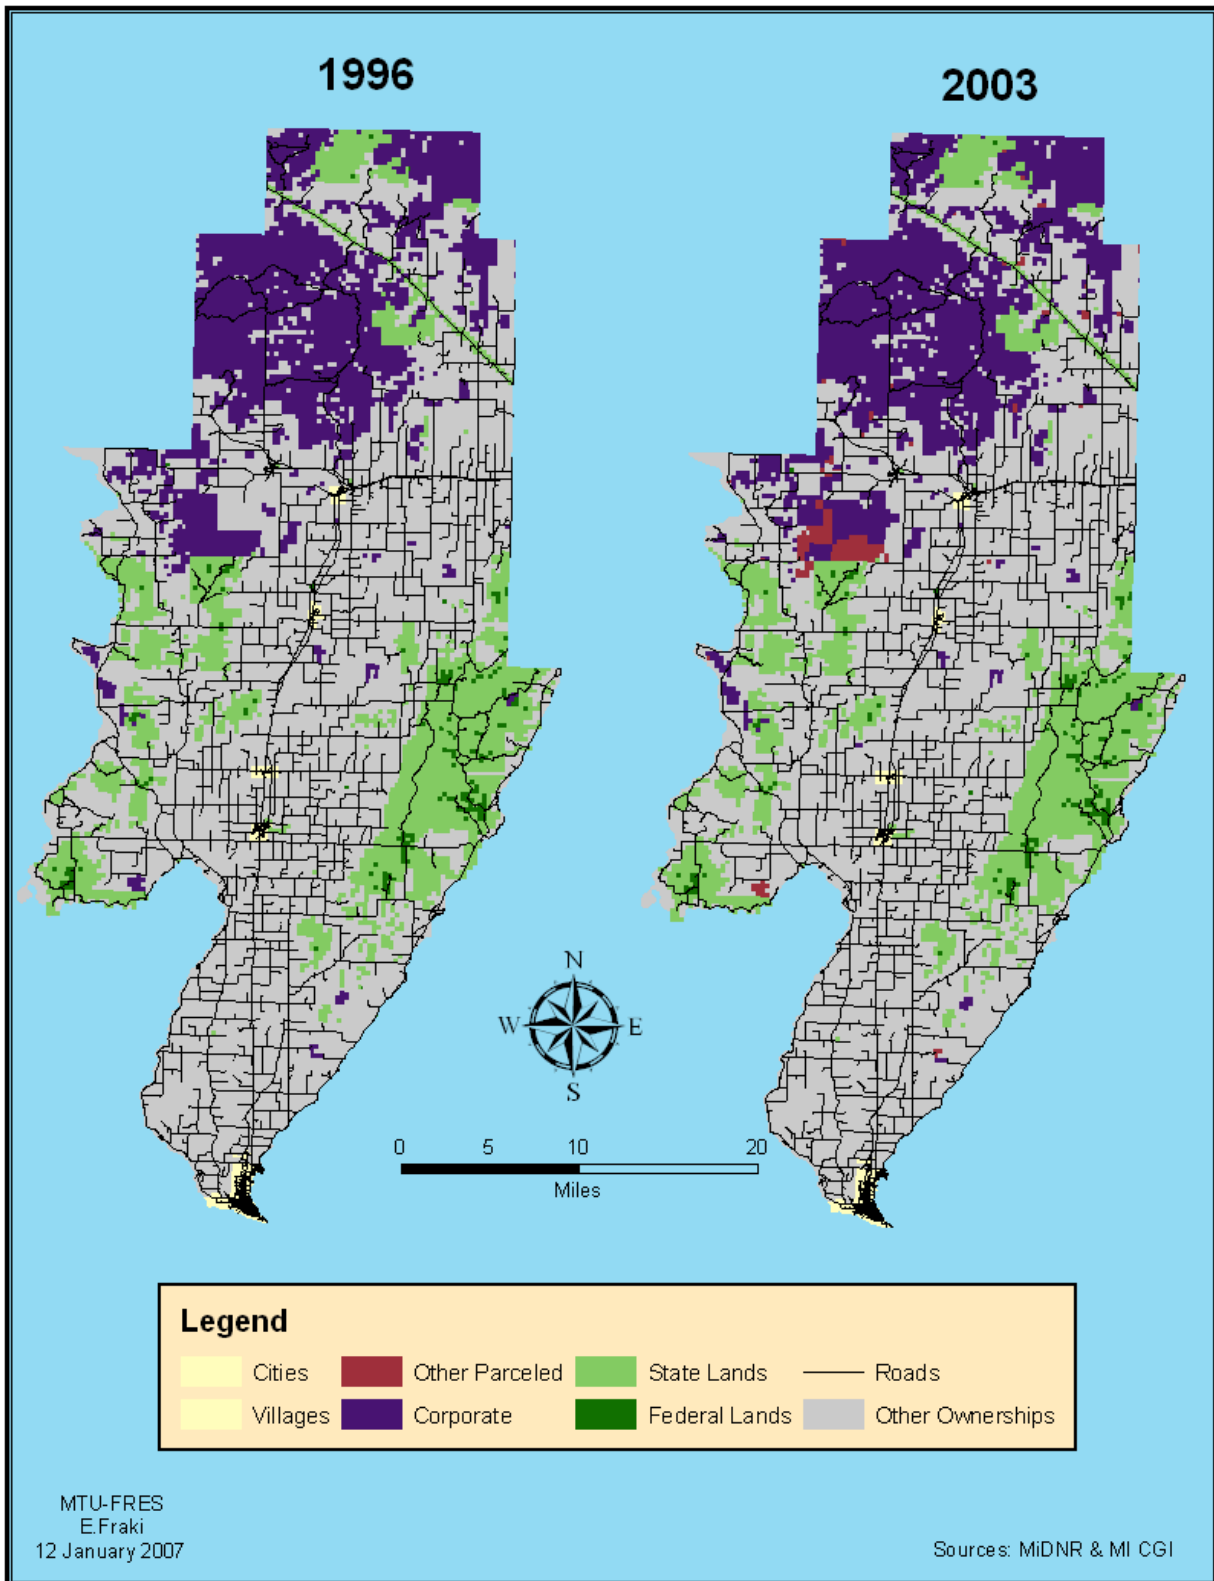 1996
2003
N
W E
S
0 5 10 20
Miles
Legend
Cities Other Parceled State Lands Roads
Villages Corporate Federal Lands Other Ownerships
MTU-FRES
E.Fraki
12 January 2007
Sources: MiDNR & MI CGI